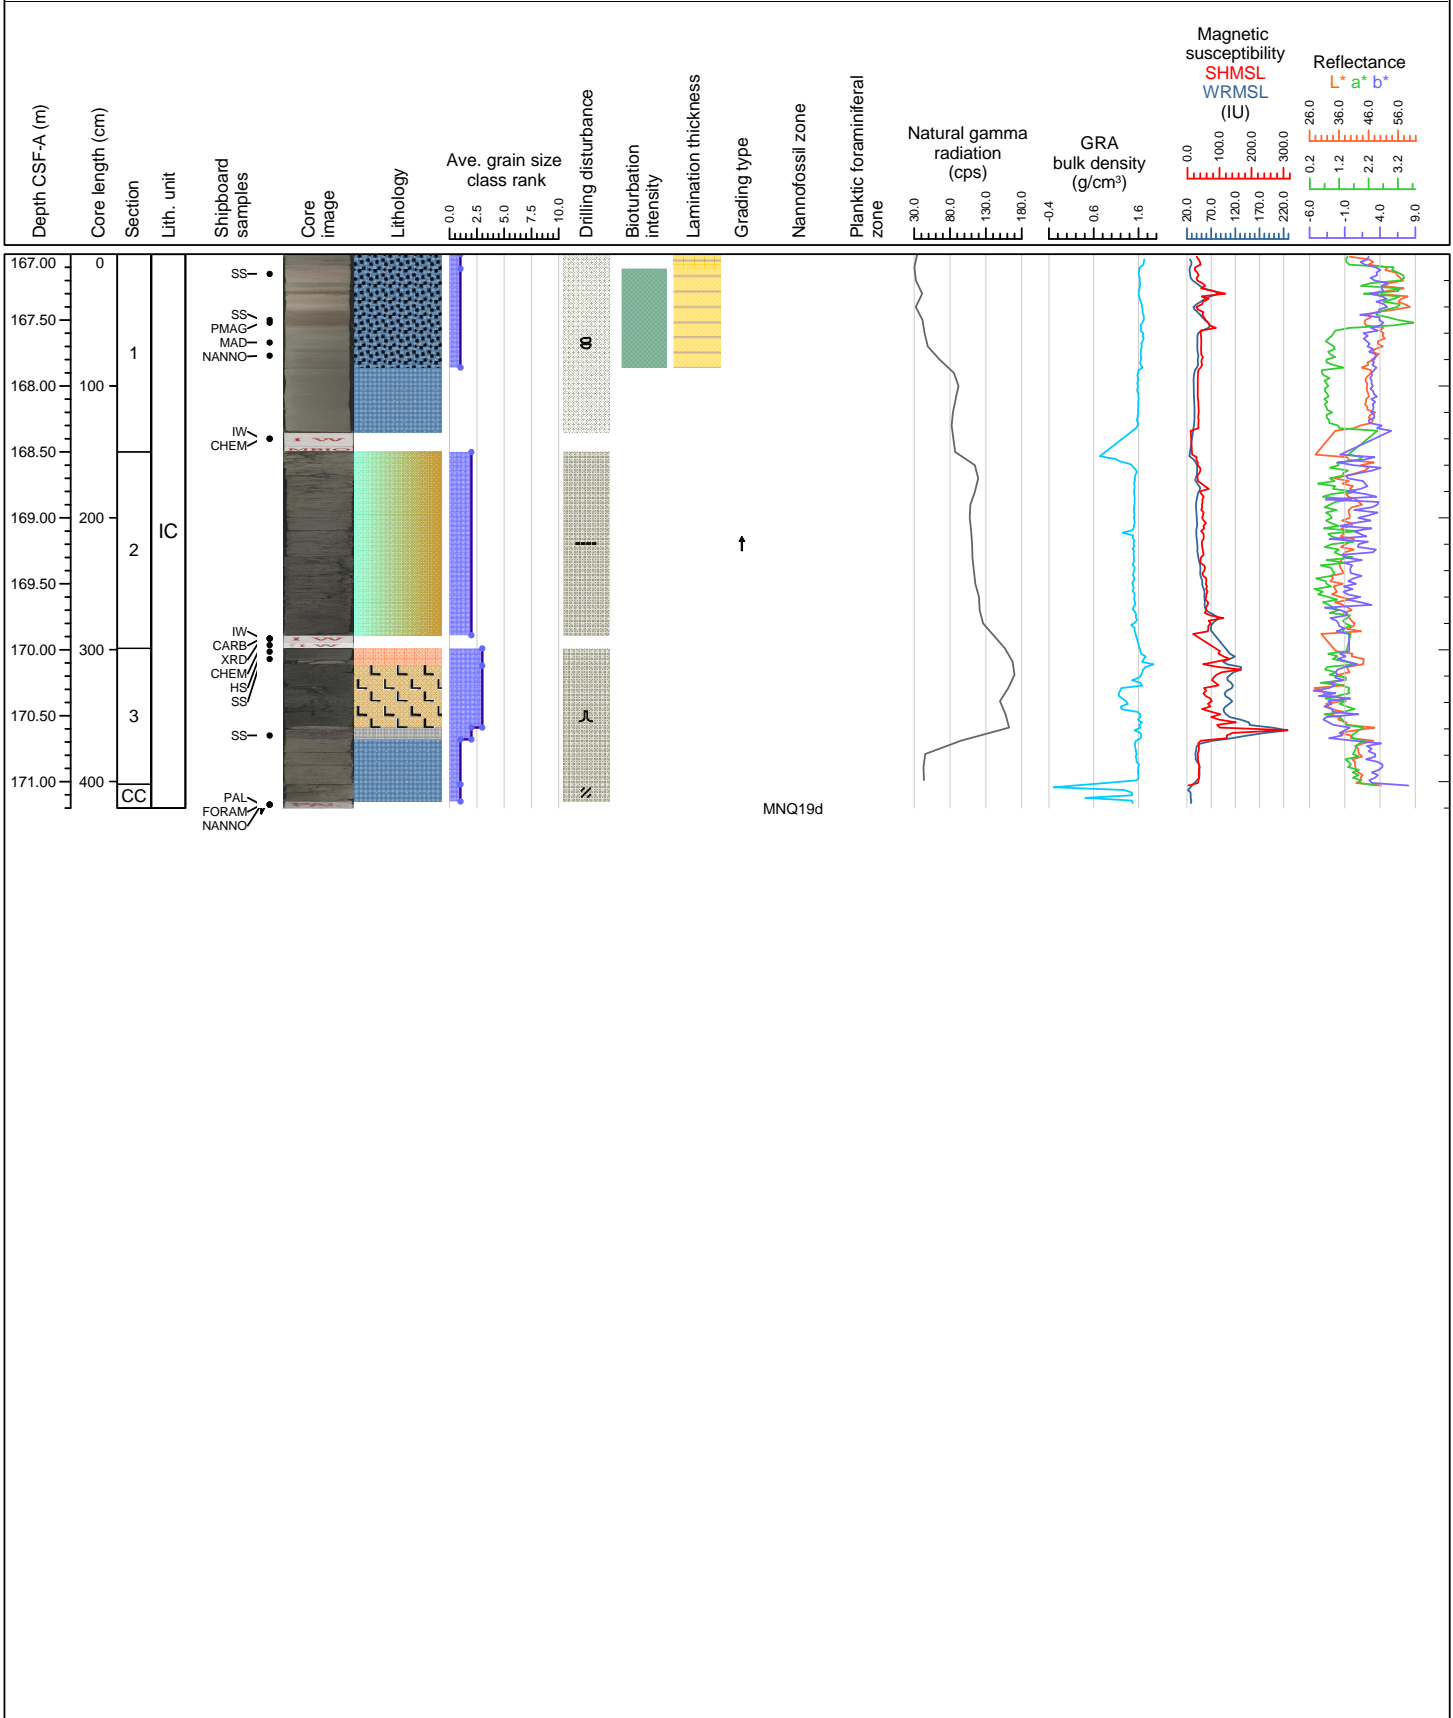 Depth CSF-A (m)
Core length (cm)
Section
Lith. unit
Shipboard
samples
Core
image
Lithology
Ave. grain size
class rank
0.0 2.5 5.0 7.5 10.0
Drilling disturbance
Bioturbation
intensity
Lamination thickness
Grading type
Nannofossil zone
Planktic foraminiferal
zone
Natural gamma
radiation
(cps)
30.0 80.0 130.0 180.0
GRA
bulk density
(g/cm³)
-0.4 0.6 1.6
Magnetic
susceptibility
SHMSL
WRMSL
(IU)
0.0 100.0 200.0 300.0
20.0 70.0 120.0 170.0 220.0
Reflectance
L* a* b*
26.0 36.0 46.0 56.0
0.2 1.2 2.2 3.2
-6.0 -1.0 4.0 9.0
167.00
167.50
168.00
168.50
169.00
169.50
170.00
170.50
171.00
0
100
200
300
400
1
2
3
CC
IC
SS
SS
PMAG
MAD
NANNO
IW
CHEM
IW
CARB
XRD
CHEM
HS
SS
SS
PAL
FORAM
NANNO
I W
MBIO
I W
I W
PAL
MNQ19d